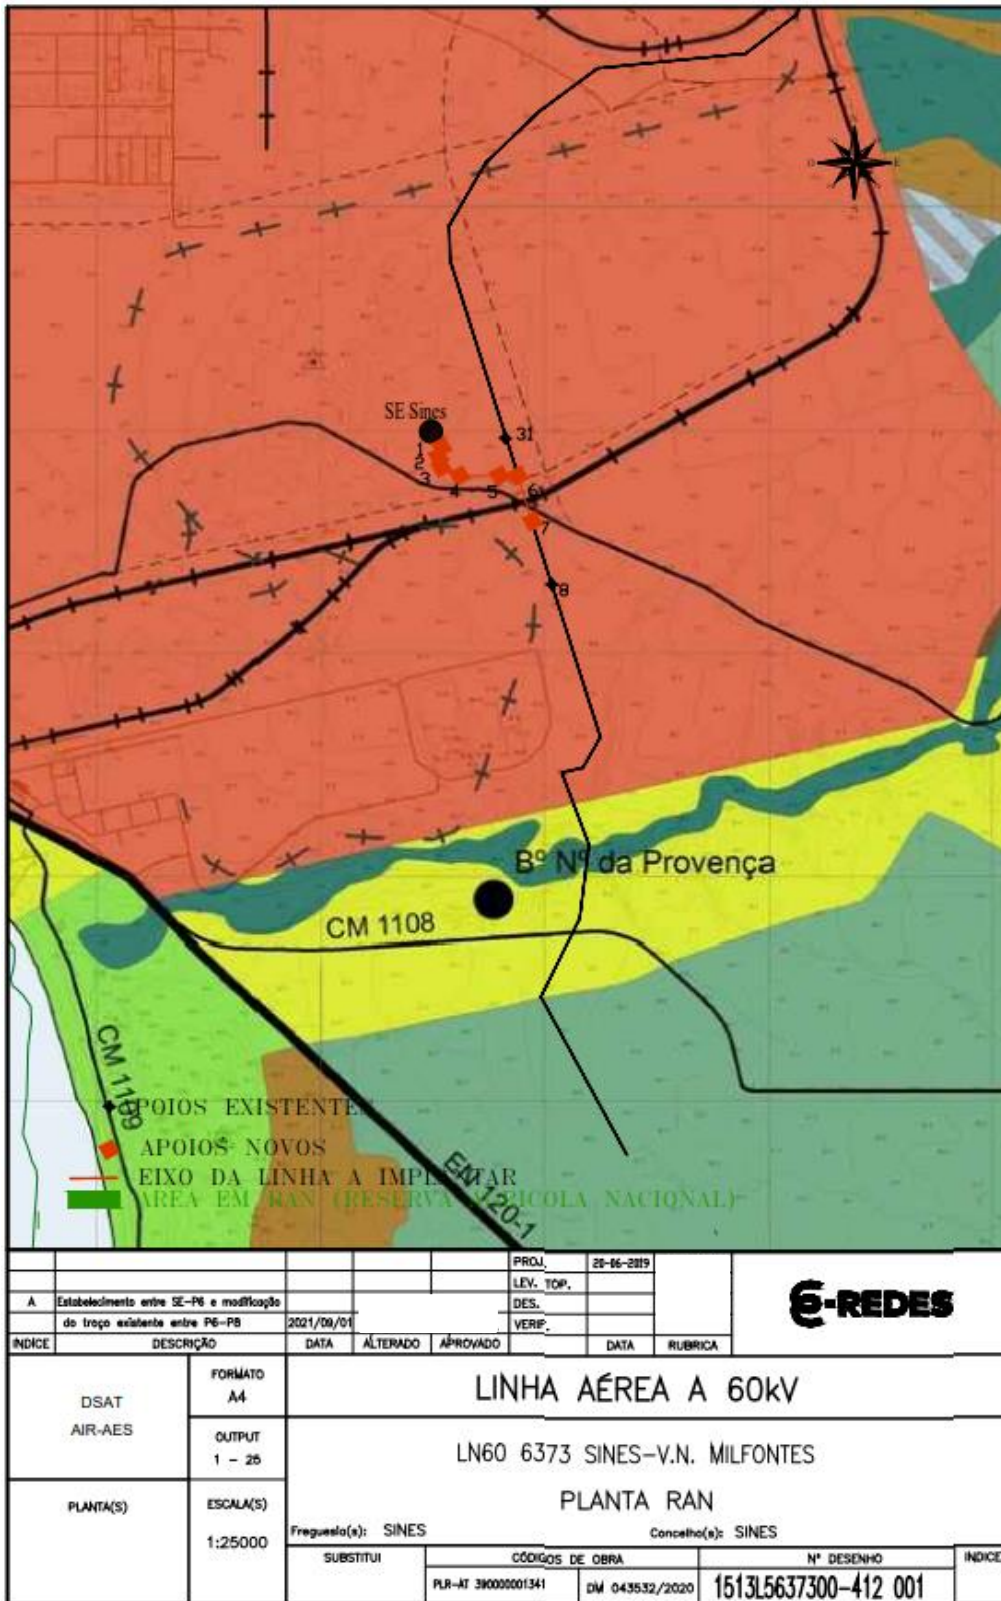 E
SE Sines
31
1
2
3
4
5
6
7
8
Bº Nº da Provença
CM 1108
CM 1109
EN 120-1
APOIOS EXISTENTES
APOIOS NOVOS
EIXO DA LINHA A IMPLANTAR
AREA EM RAN (RESERVA AGRICOLA NACIONAL)
PROJ. 20-06-2019
LEV. TOP.
A Estabelecimento entre SE-P6 e modificação DES.
do troço existente entre P6-P8 2021/09/01 VERIF.
INDICE DESCRIÇÃO DATA ALTERADO APROVADO DATA RUBRICA
E-REDES
DSAT
AIR-AES
FORMATO
A4
OUTPUT
1 - 25
LINHA AÉREA A 60kV
LN60 6373 SINES-V.N. MILFONTES
PLANTA RAN
PLANTA(S)
ESCALA(S)
1:25000
Freguesia(s): SINES Concelho(s): SINES
SUBSTITUI CÓDIGOS DE OBRA Nº DESENHO INDICE
PLR-AT 390000001341 DM 043532/2020 1513L5637300-412 001